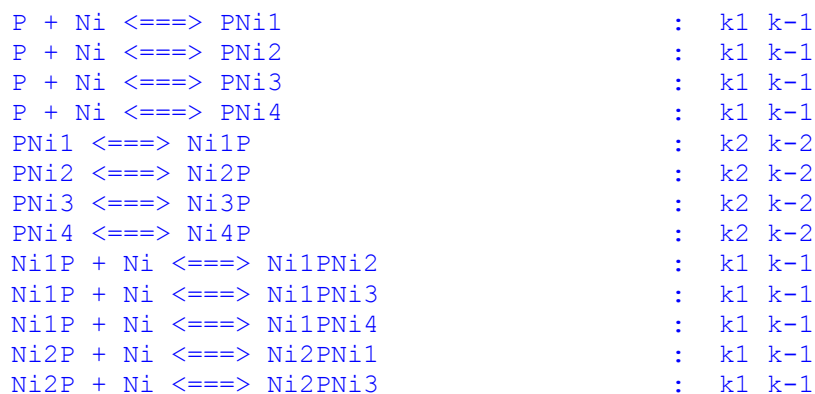 P + Ni <===> PNi1 : k1 k-1
P + Ni <===> PNi2 : k1 k-1
P + Ni <===> PNi3 : k1 k-1
P + Ni <===> PNi4 : k1 k-1
PNi1 <===> Ni1P : k2 k-2
PNi2 <===> Ni2P : k2 k-2
PNi3 <===> Ni3P : k2 k-2
PNi4 <===> Ni4P : k2 k-2
Ni1P + Ni <===> Ni1PNi2 : k1 k-1
Ni1P + Ni <===> Ni1PNi3 : k1 k-1
Ni1P + Ni <===> Ni1PNi4 : k1 k-1
Ni2P + Ni <===> Ni2PNi1 : k1 k-1
Ni2P + Ni <===> Ni2PNi3 : k1 k-1